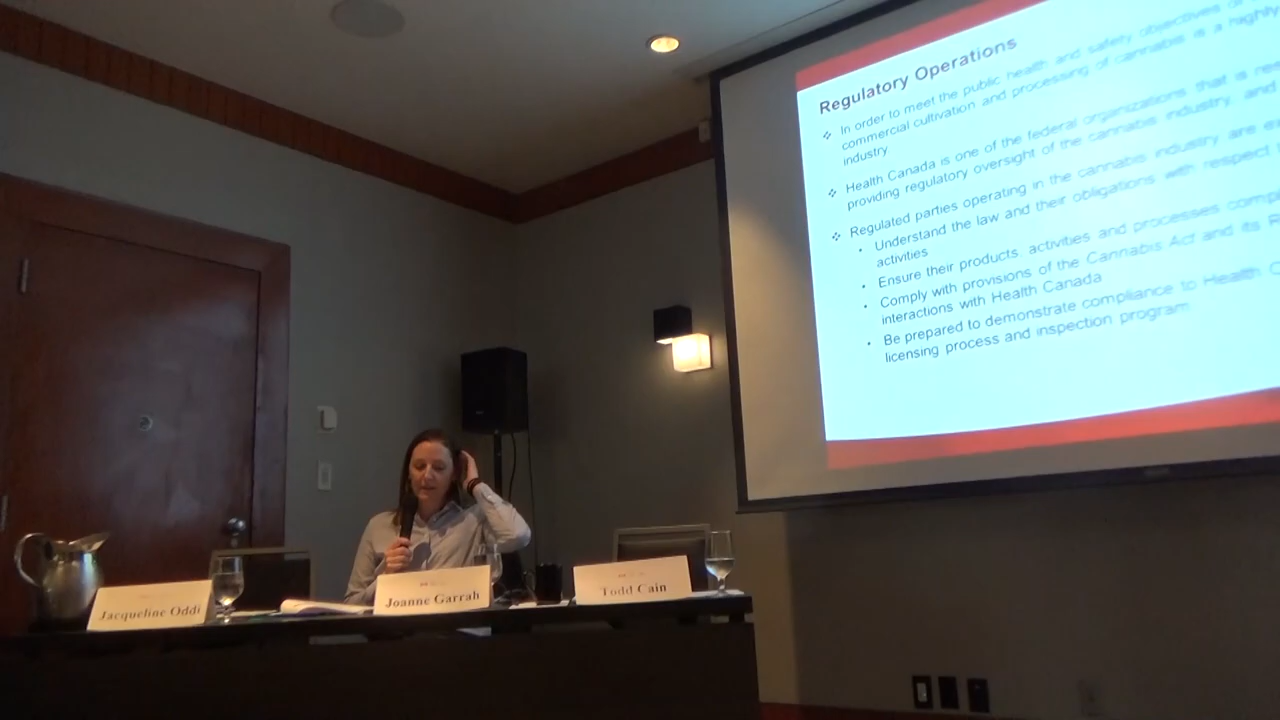 Regulatory Operations
In order to meet the public health and safety objectives
commercial cultivation and processing of cannabis is a highly
industry
Health Canada is one of the federal organizations that is
providing regulatory oversight of the cannabis industry, and
Regulated parties operating in the cannabis industry are
Understand the law and their obligations with respect
activities
Ensure their products, activities and processes
Comply with provisions of the Cannabis Act and its
interactions with Health Canada
Be prepared to demonstrate compliance to Health
licensing process and inspection program
Jacqueline Oddi
Joanne Garrah
Todd Cain